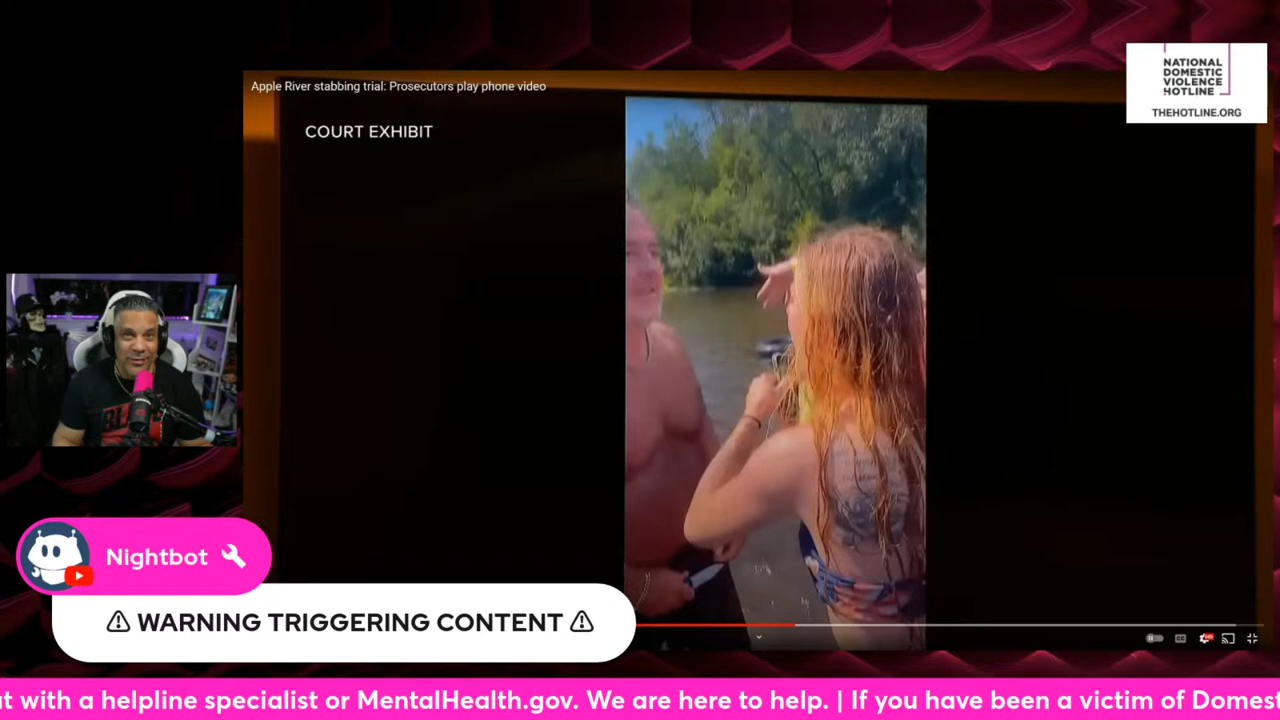 NATIONAL
DOMESTIC
VIOLENCE
HOTLINE
THEHOTLINE.ORG
Apple River stabbing trial: Prosecutors play phone video
COURT EXHIBIT
Nightbot
⚠ WARNING TRIGGERING CONTENT ⚠
t with a helpline specialist or MentalHealth.gov. We are here to help. | If you have been a victim of Domest